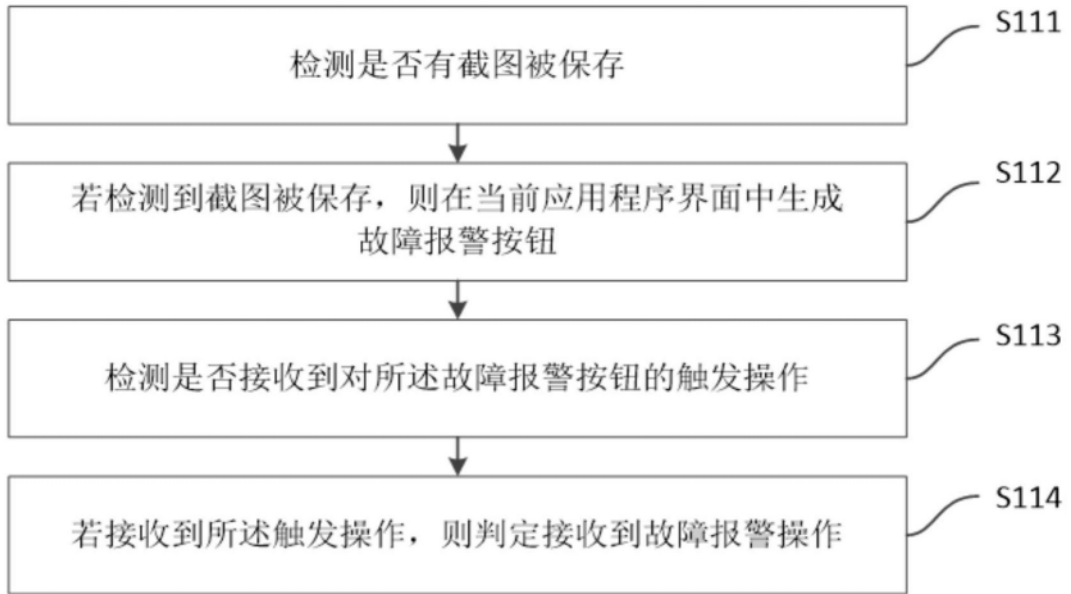 S111
检测是否有截图被保存
S112
若检测到截图被保存，则在当前应用程序界面中生成
故障报警按钮
S113
检测是否接收到对所述故障报警按钮的触发操作
S114
若接收到所述触发操作，则判定接收到故障报警操作